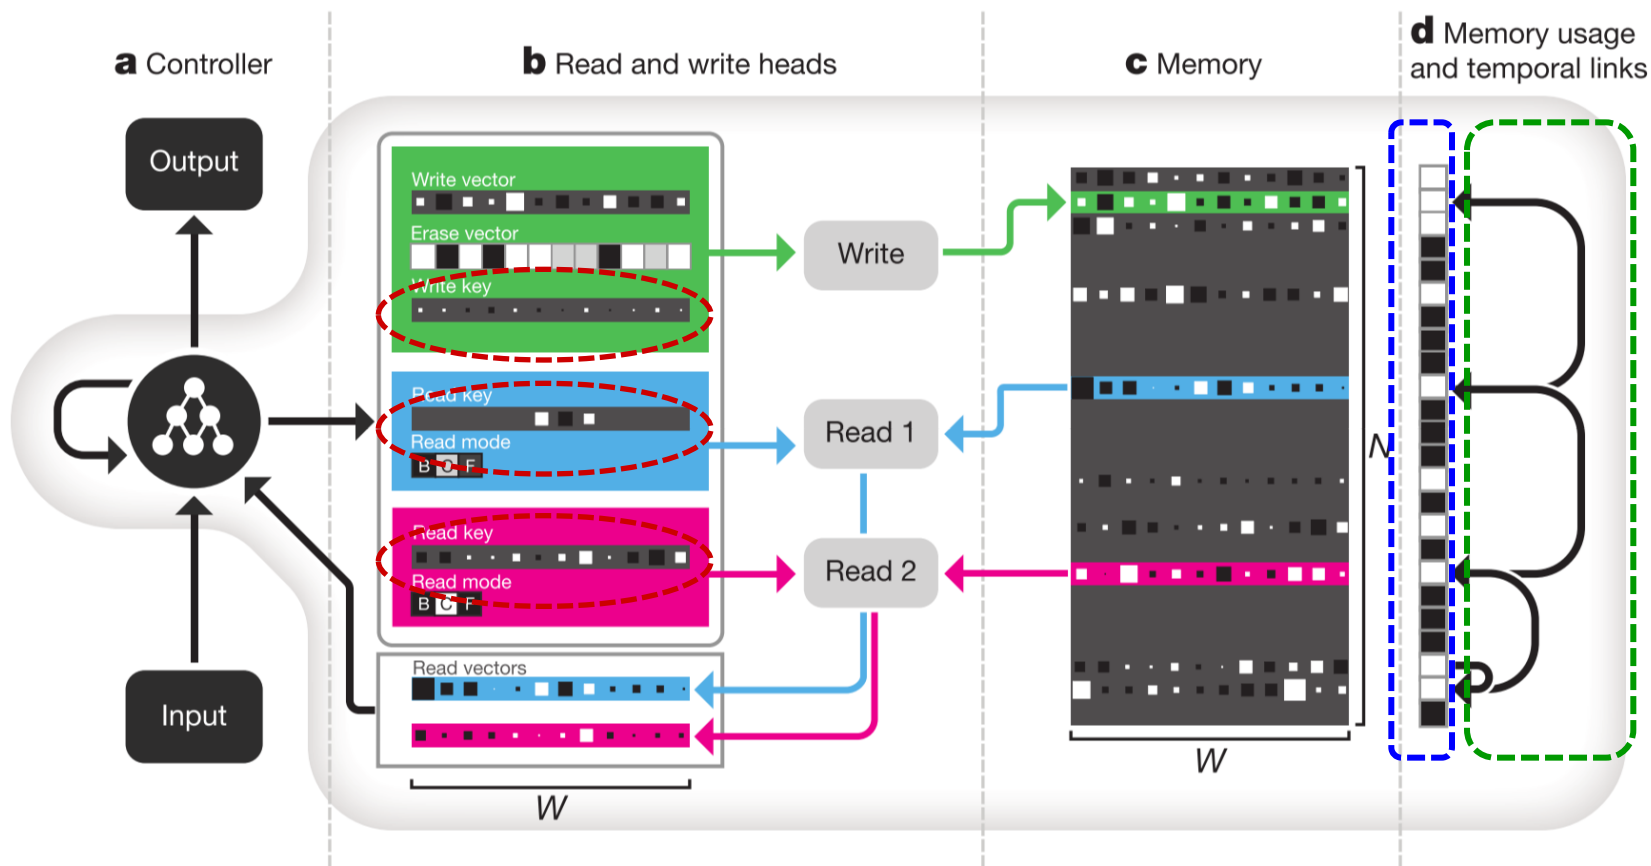 a Controller
b Read and write heads
c Memory
d Memory usage
and temporal links
Output
Input
Write vector
Erase vector
Write key
Read key
Read mode
B C F
Read key
Read mode
B C F
Read vectors
W
Write
Read 1
Read 2
N
W